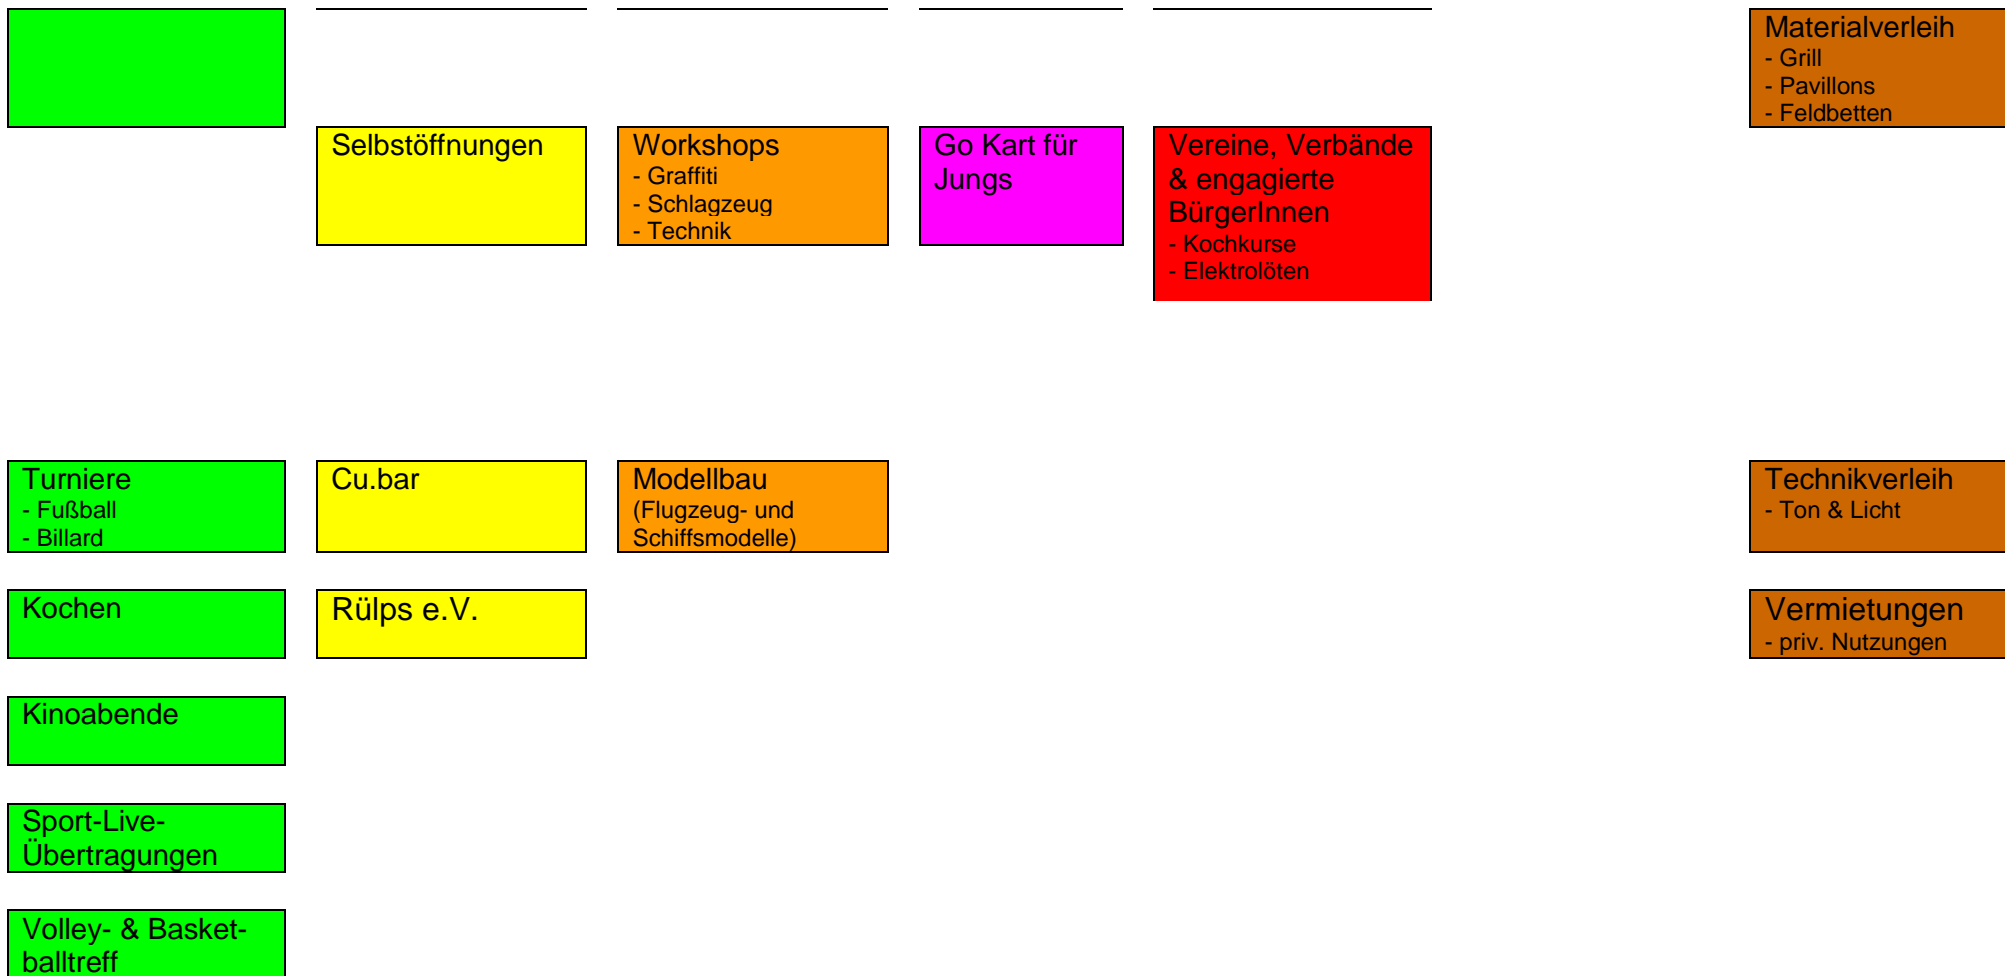 Materialverleih
- Grill
- Pavillons
- Feldbetten
Selbstöffnungen
Workshops
- Graffiti
- Schlagzeug
- Technik
Go Kart für
Jungs
Vereine, Verbände
& engagierte
BürgerInnen
- Kochkurse
- Elektrolöten
Turniere
- Fußball
- Billard
Cu.bar
Modellbau
(Flugzeug- und
Schiffsmodelle)
Technikverleih
- Ton & Licht
Kochen
Rülps e.V.
Vermietungen
- priv. Nutzungen
Kinoabende
Sport-Live-
Übertragungen
Volley- & Basket-
balltreff